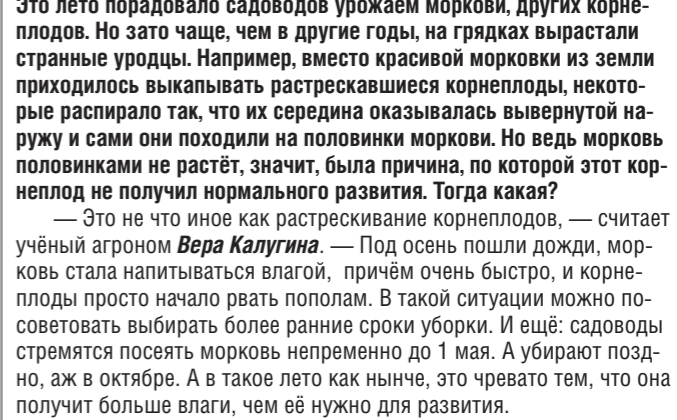 Это лето порадовало садоводов урожаем моркови, других корне-
плодов. Но зато чаще, чем в другие годы, на грядках вырастали
странные уродцы. Например, вместо красивой морковки из земли
приходилось выкапывать растрескавшиеся корнеплоды, некото-
рые распирало так, что их середина оказывалась вывернутой на-
ружу и сами они походили на половинки моркови. Но ведь морковь
половинками не растёт, значит, была причина, по которой этот кор-
неплод не получил нормального развития. Тогда какая?
— Это не что иное как растрескивание корнеплодов, — считает
учёный агроном Вера Калугина. — Под осень пошли дожди, мор-
ковь стала напитываться влагой, причём очень быстро, и корне-
плоды просто начало рвать пополам. В такой ситуации можно по-
советовать выбирать более ранние сроки уборки. И ещё: садоводы
стремятся посеять морковь непременно до 1 мая. А убирают позд-
но, аж в октябре. А в такое лето как нынче, это чревато тем, что она
получит больше влаги, чем её нужно для развития.